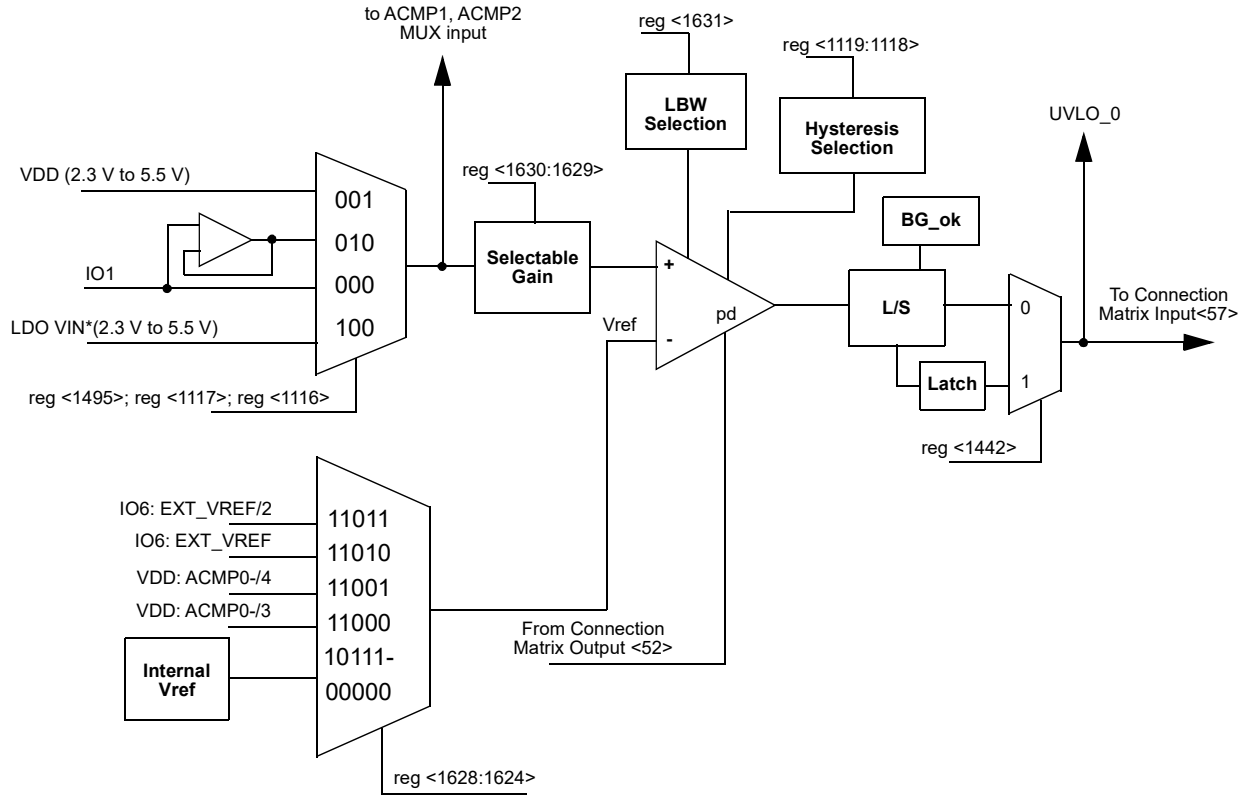 to ACMP1, ACMP2
MUX input
reg <1631>
reg <1119:1118>
LBW
Selection
Hysteresis
Selection
UVLO_0
VDD (2.3 V to 5.5 V)
001
reg <1630:1629>
BG_ok
010
Selectable
Gain
+
IO1
000
L/S
0
To Connection
Matrix Input<57>
LDO VIN*(2.3 V to 5.5 V)
100
Vref
pd
-
Latch
1
reg <1495>; reg <1117>; reg <1116>
reg <1442>
IO6: EXT_VREF/2
11011
IO6: EXT_VREF
11010
VDD: ACMP0-/4
11001
VDD: ACMP0-/3
11000
From Connection
Matrix Output <52>
Internal
Vref
10111-
00000
reg <1628:1624>